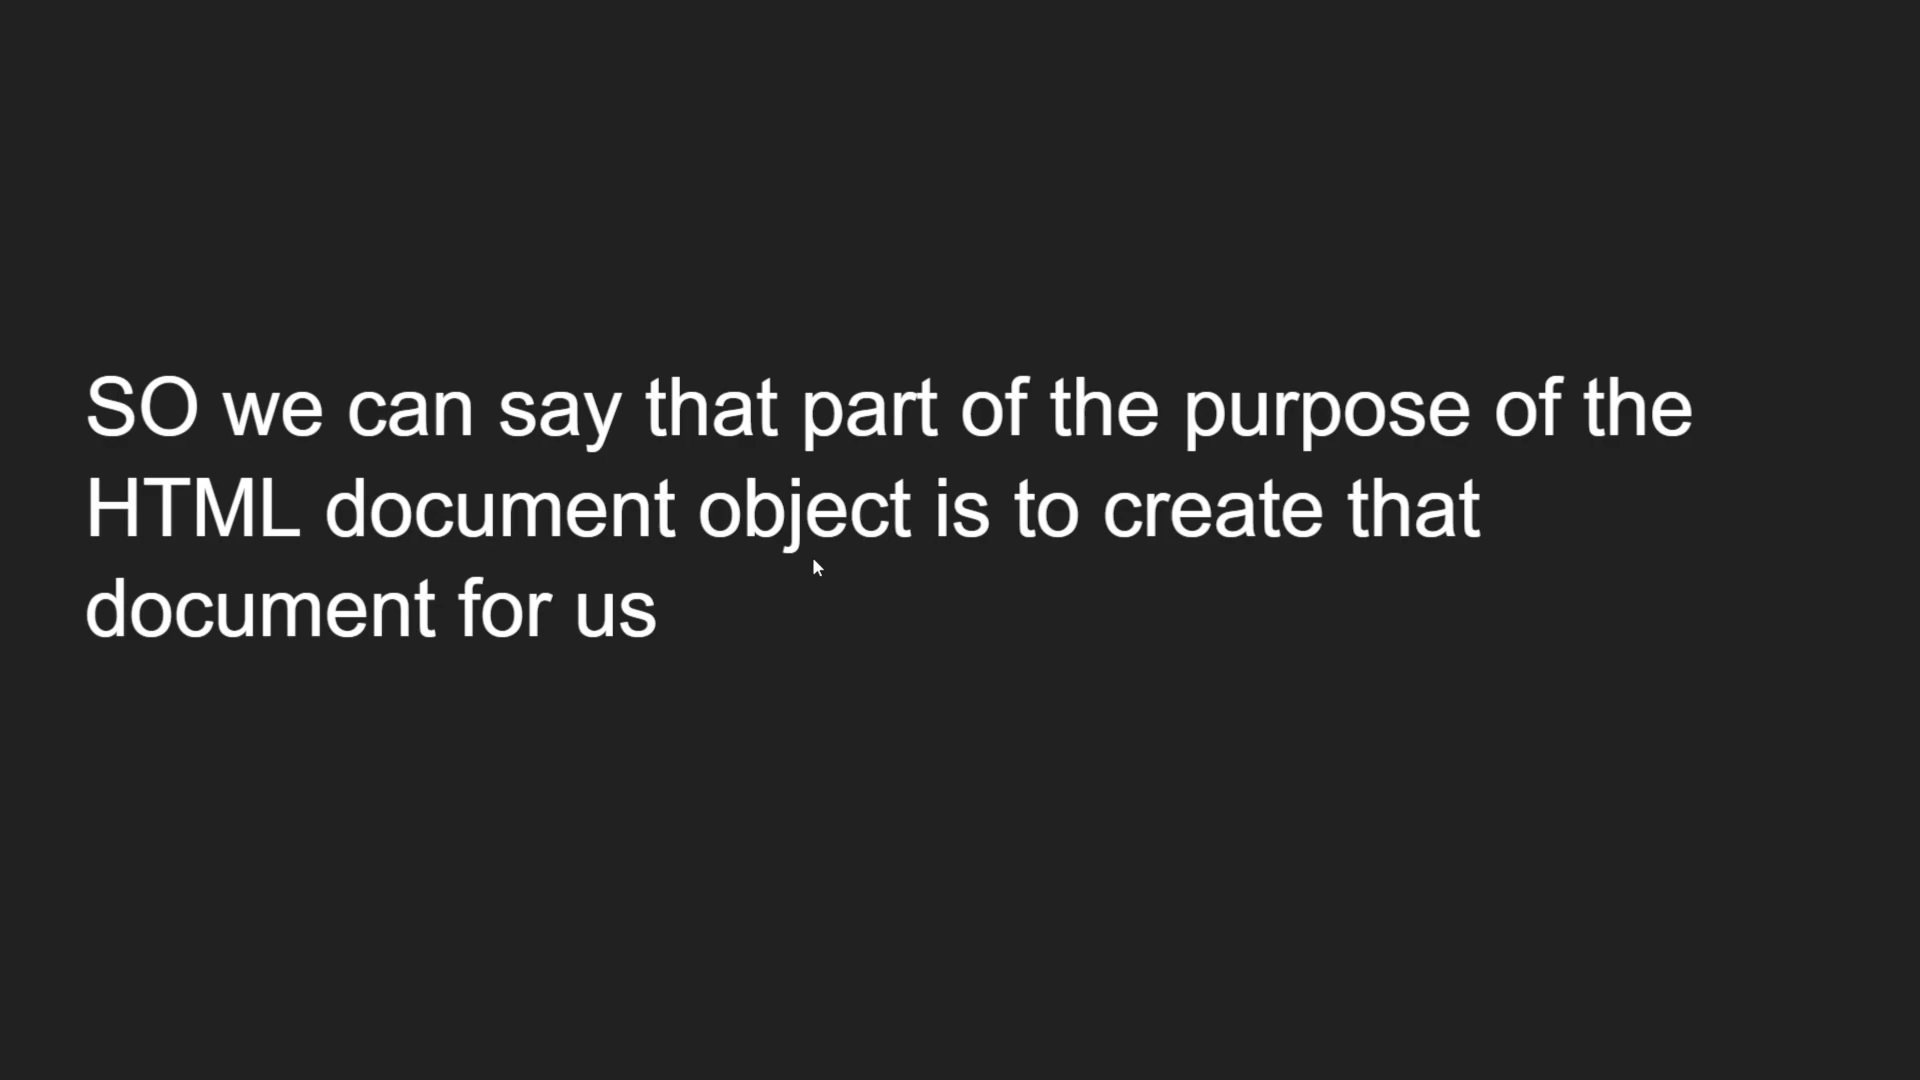 SO we can say that part of the purpose of the
HTML document object is to create that
document for us